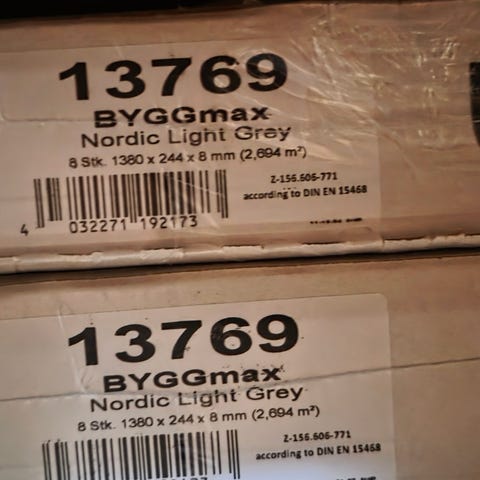 13769
BYGGmax
Nordic Light Grey
8 Stk. 1380 x 244 x 8 mm (2,694 m²)
Z-156.606-771
according to DIN EN 15468
4 032271 192173
13769
BYGGmax
Nordic Light Grey
8 Stk. 1380 x 244 x 8 mm (2,694 m²)
Z-156.606-771
according to DIN EN 15468